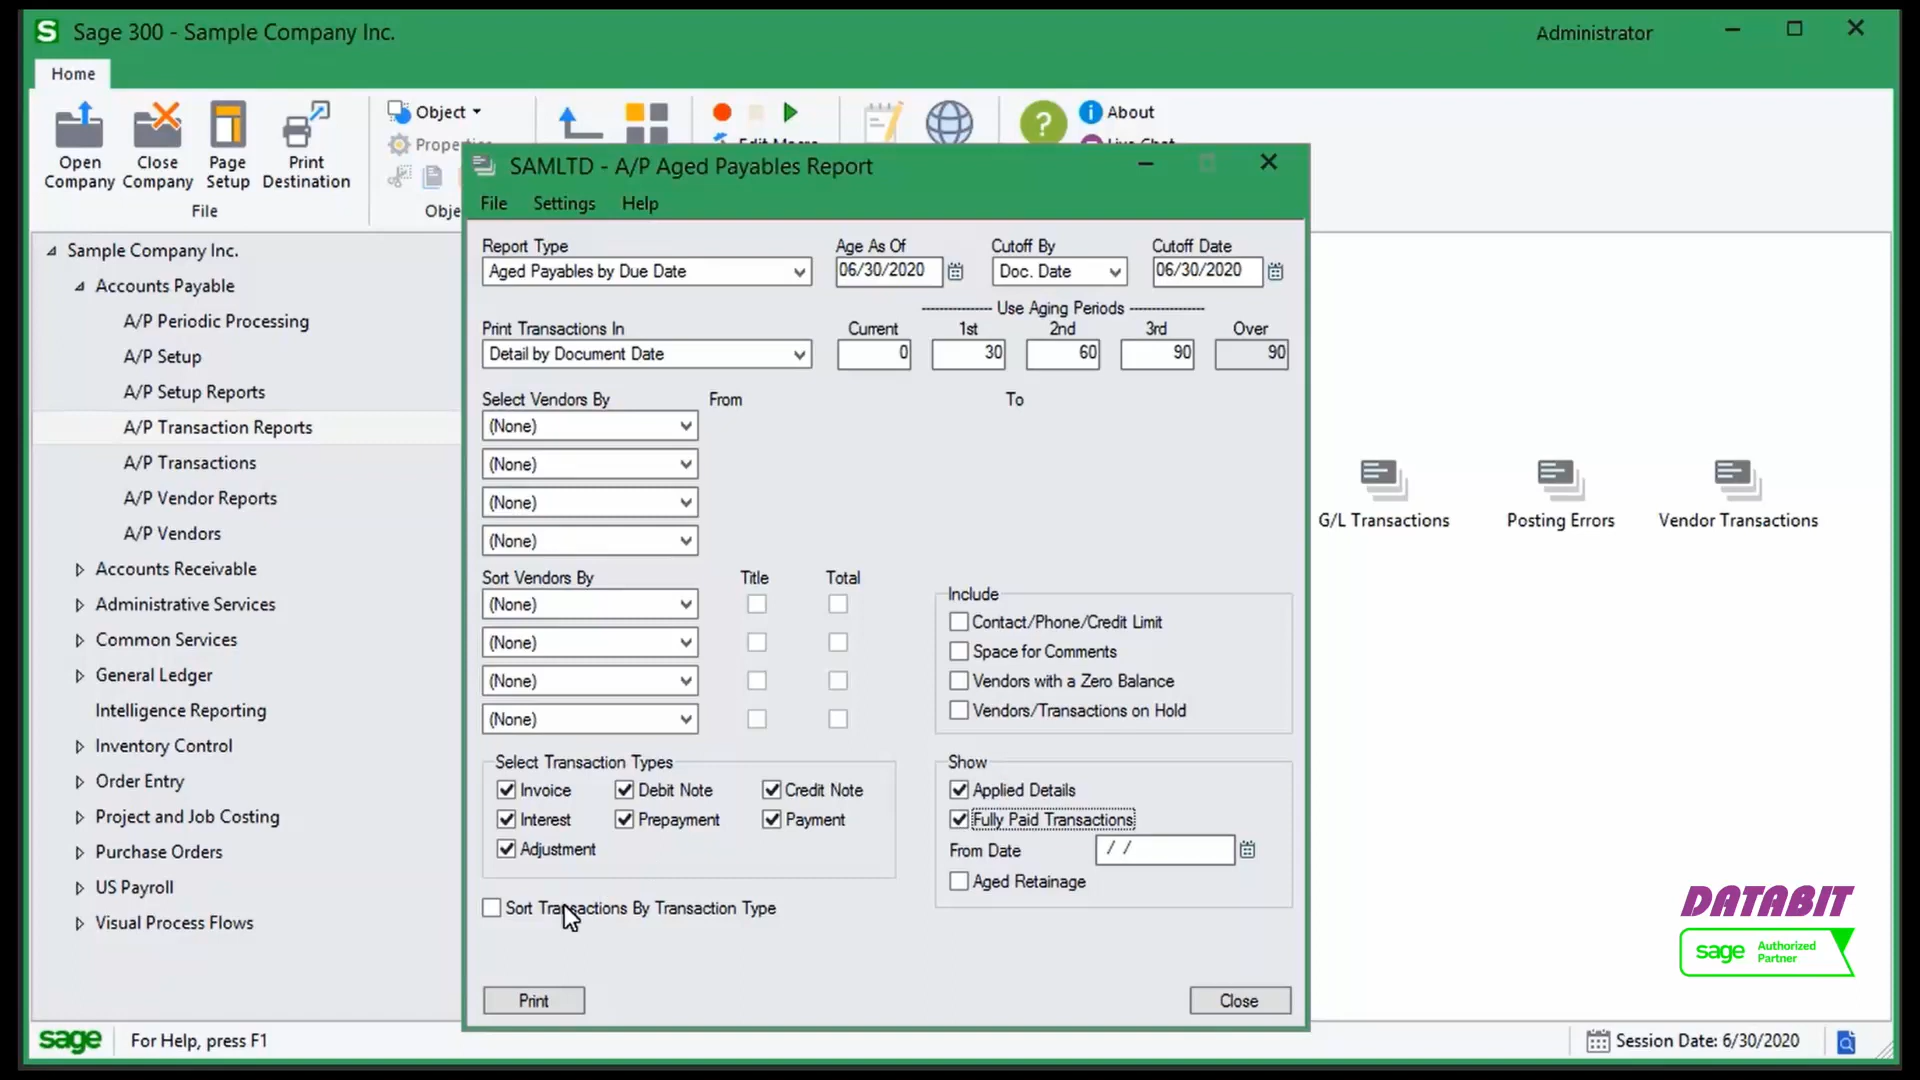 S Sage 300 - Sample Company Inc.
Administrator
Home
Open Company
Close Company
Page Setup
Print Destination
File
Object
About
SAMLTD - A/P Aged Payables Report
File Settings Help
Report Type
Age As Of
Cutoff By
Cutoff Date
Aged Payables by Due Date
06/30/2020
Doc. Date
06/30/2020
Use Aging Periods
Print Transactions In
Current 1st 2nd 3rd Over
Detail by Document Date
0 30 60 90 90
Select Vendors By From To
(None)
(None)
(None)
(None)
Sort Vendors By Title Total
(None)
(None)
(None)
(None)
Include
Contact/Phone/Credit Limit
Space for Comments
Vendors with a Zero Balance
Vendors/Transactions on Hold
Select Transaction Types
Invoice Debit Note Credit Note
Interest Prepayment Payment
Adjustment
Show
Applied Details
Fully Paid Transactions
From Date / /
Aged Retainage
Sort Transactions By Transaction Type
Print
Close
Sample Company Inc.
Accounts Payable
A/P Periodic Processing
A/P Setup
A/P Setup Reports
A/P Transaction Reports
A/P Transactions
A/P Vendor Reports
A/P Vendors
Accounts Receivable
Administrative Services
Common Services
General Ledger
Intelligence Reporting
Inventory Control
Order Entry
Project and Job Costing
Purchase Orders
US Payroll
Visual Process Flows
G/L Transactions
Posting Errors
Vendor Transactions
DATABIT
sage Authorized Partner
sage
For Help, press F1
Session Date: 6/30/2020